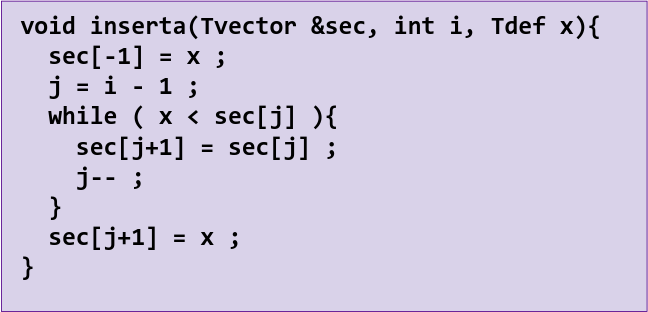 void inserta(Tvector &sec, int i, Tdef x){
  sec[-1] = x ;
  j = i - 1 ;
  while ( x < sec[j] ){
    sec[j+1] = sec[j] ;
    j-- ;
  }
  sec[j+1] = x ;
}